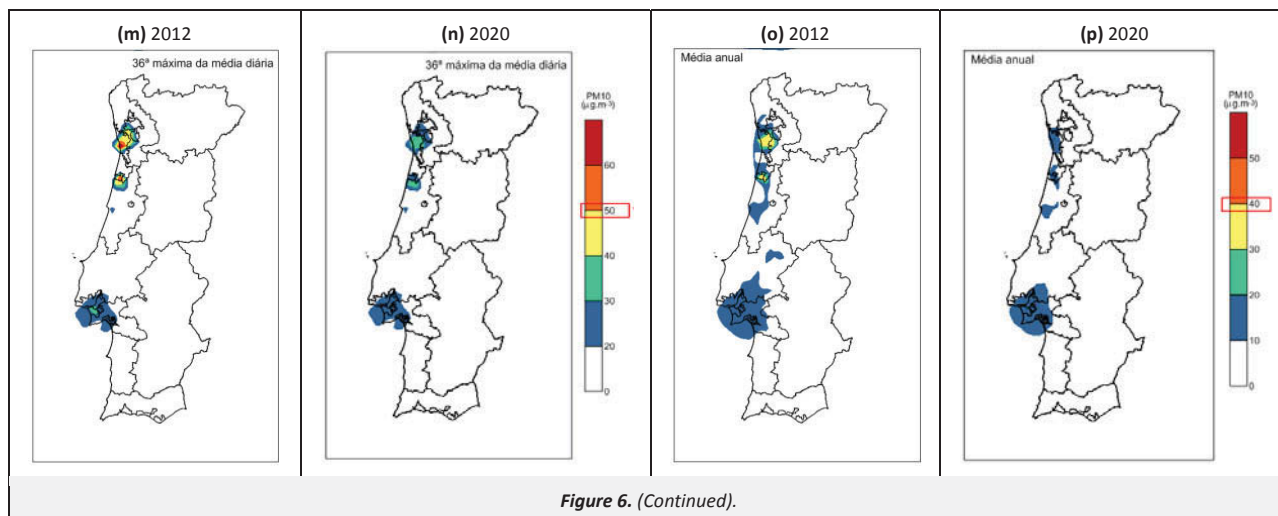 (m) 2012
36ª máxima da média diária
(n) 2020
36ª máxima da média diária
PM10
(µg.m-3)
60
50
40
30
20
0
(o) 2012
Média anual
(p) 2020
Média anual
PM10
(µg.m-3)
50
40
30
20
10
0
Figure 6. (Continued).